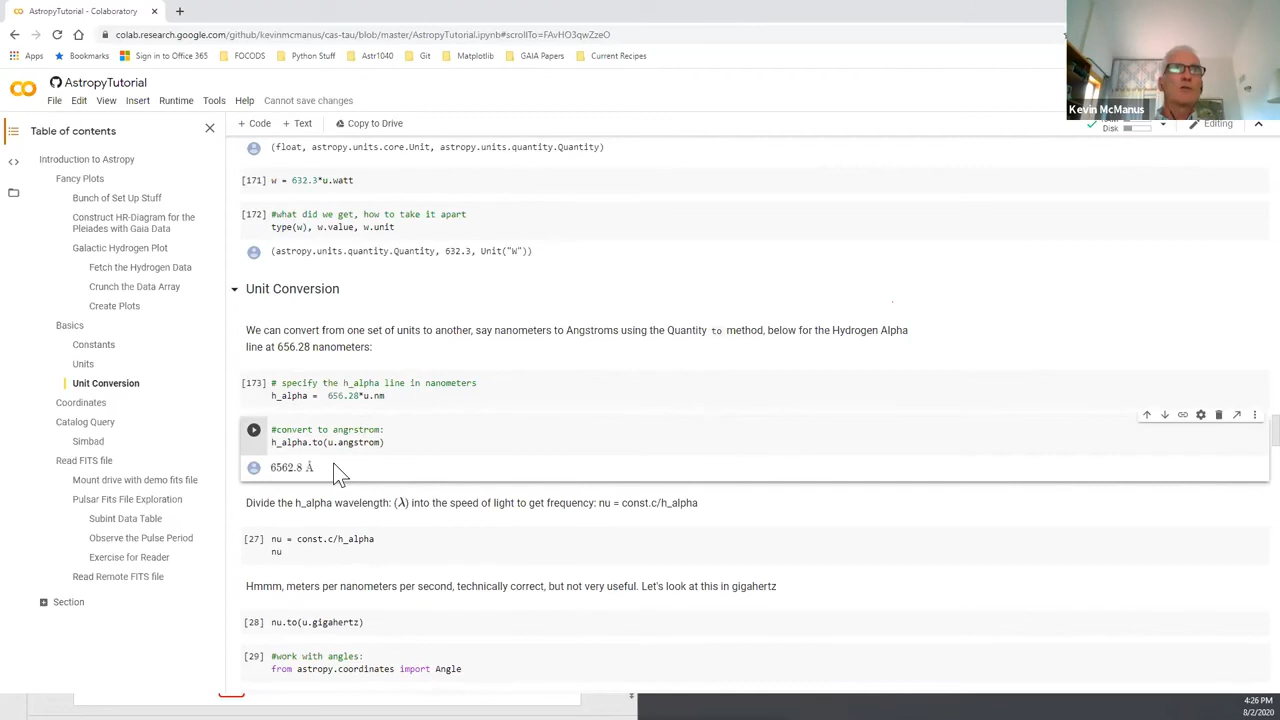 AstropyTutorial - Colaboratory
colab.research.google.com/github/kevinmcmanus/cas-tau/blob/master/AstropyTutorial.ipynb#scrollTo=FAvHO3qwZzeO
Apps Bookmarks Sign in to Office 365 FOCODS Python Stuff Astr1040 Git Matplotlib GAIA Papers Current Recipes
Kevin McManus
AstropyTutorial
File Edit View Insert Runtime Tools Help Cannot save changes
Table of contents
+ Code + Text Copy to Drive
Disk
Editing
Introduction to Astropy
Fancy Plots
Bunch of Set Up Stuff
Construct HR-Diagram for the
Pleiades with Gaia Data
Galactic Hydrogen Plot
Fetch the Hydrogen Data
Crunch the Data Array
Create Plots
Basics
Constants
Units
Unit Conversion
Coordinates
Catalog Query
Simbad
Read FITS file
Mount drive with demo fits file
Pulsar Fits File Exploration
Subint Data Table
Observe the Pulse Period
Exercise for Reader
Read Remote FITS file
Section
(float, astropy.units.core.Unit, astropy.units.quantity.Quantity)
[171] w = 632.3*u.watt
[172] #what did we get, how to take it apart
type(w), w.value, w.unit
(astropy.units.quantity.Quantity, 632.3, Unit("W"))
Unit Conversion
We can convert from one set of units to another, say nanometers to Angstroms using the Quantity to method, below for the Hydrogen Alpha
line at 656.28 nanometers:
[173] # specify the h_alpha line in nanometers
h_alpha = 656.28*u.nm
#convert to angrstrom:
h_alpha.to(u.angstrom)
6562.8 Å
Divide the h_alpha wavelength: (λ) into the speed of light to get frequency: nu = const.c/h_alpha
[27] nu = const.c/h_alpha
nu
Hmmm, meters per nanometers per second, technically correct, but not very useful. Let's look at this in gigahertz
[28] nu.to(u.gigahertz)
[29] #work with angles:
from astropy.coordinates import Angle
4:26 PM
8/2/2020